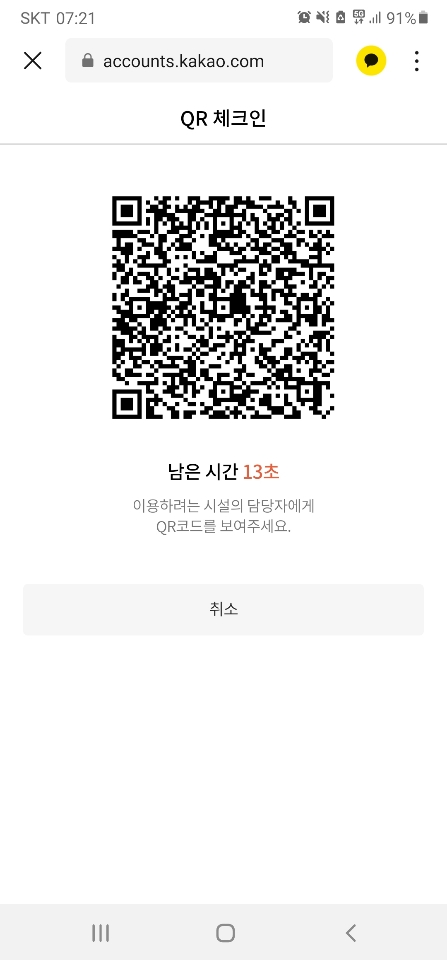 SKT 07:21
5G
91%
accounts.kakao.com
QR 체크인
남은 시간 13초
이용하려는 시설의 담당자에게
QR코드를 보여주세요.
취소